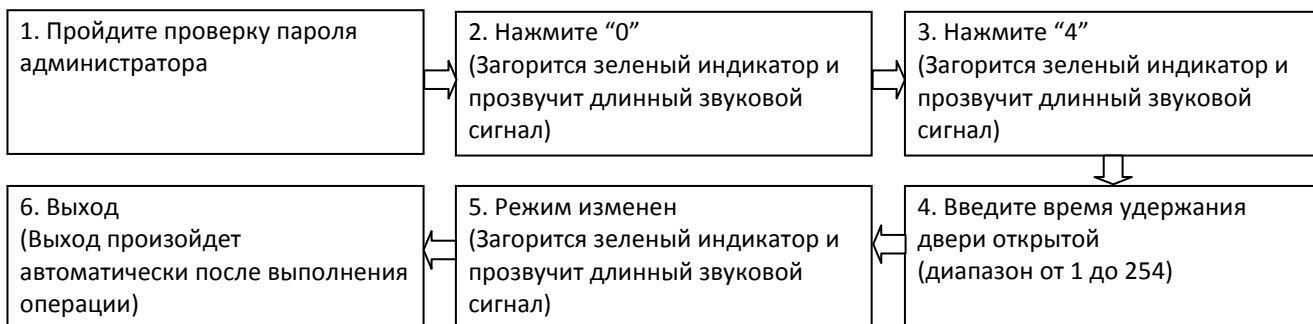 1. Пройдите проверку пароля
администратора
2. Нажмите “0”
(Загорится зеленый индикатор и
прозвучит длинный звуковой
сигнал)
3. Нажмите “4”
(Загорится зеленый индикатор и
прозвучит длинный звуковой
сигнал)
4. Введите время удержания
двери открытой
(диапазон от 1 до 254)
5. Режим изменен
(Загорится зеленый индикатор и
прозвучит длинный звуковой
сигнал)
6. Выход
(Выход произойдет
автоматически после выполнения
операции)